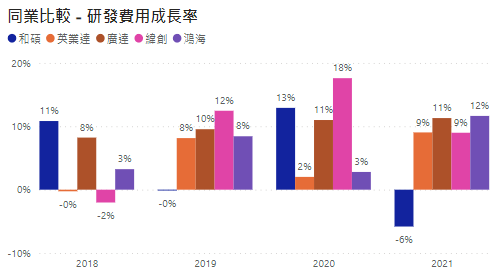 同業比較 - 研發費用成長率
和碩 英業達 廣達 緯創 鴻海
20%
10%
0%
-10%
11% -0% 8% -2% 3%
-0% 8% 10% 12% 8%
13% 2% 11% 18% 3%
-6% 9% 11% 9% 12%
2018 2019 2020 2021